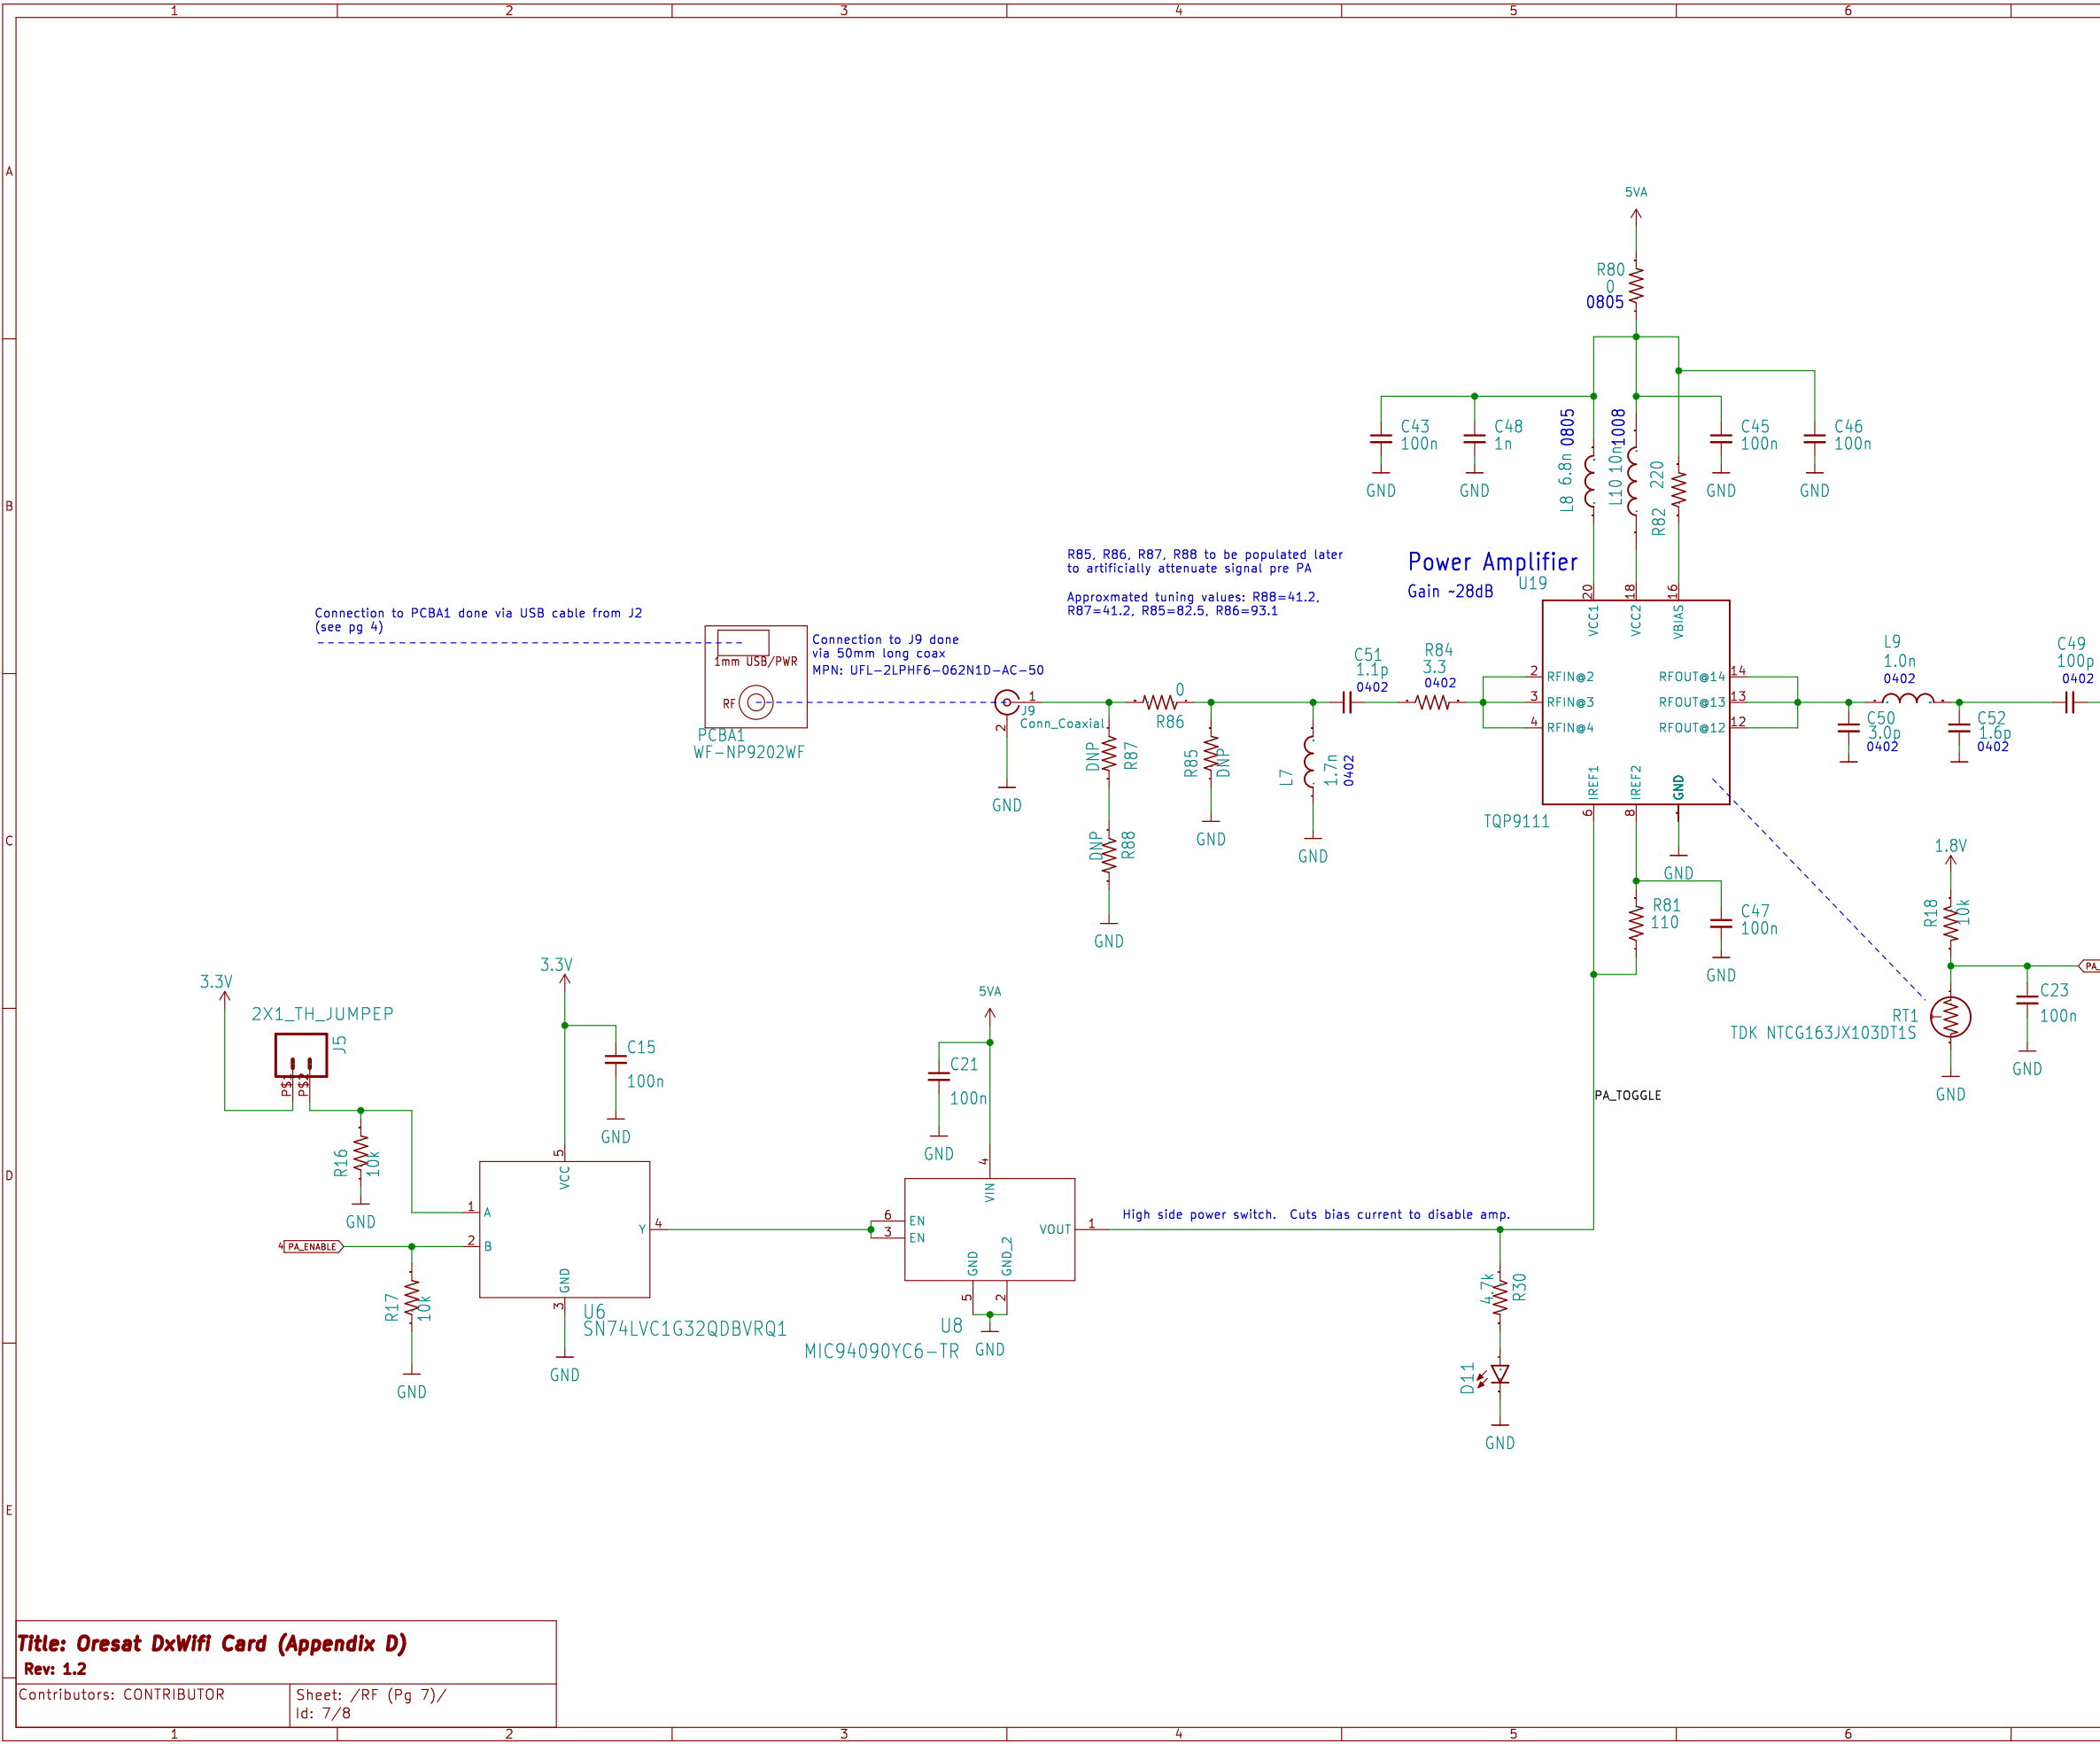 1 2 3 4 5 6
A
B
C
D
E
5VA
R80
0
0805
C43
100n
GND
C48
1n
GND
L8 6.8n 0805
L10 10n 1008
220
R82
C45
100n
GND
C46
100n
GND
R85, R86, R87, R88 to be populated later
to artificially attenuate signal pre PA
Approxmated tuning values: R88=41.2,
R87=41.2, R85=82.5, R86=93.1
Power Amplifier
Gain ~28dB
U19
20 18 16
VCC1 VCC2 VBIAS
2 RFIN@2
3 RFIN@3
4 RFIN@4
RFOUT@14 14
RFOUT@13 13
RFOUT@12 12
IREF1 IREF2 GND
6 8 1
TQP9111
Connection to PCBA1 done via USB cable from J2
(see pg 4)
1mm USB/PWR
RF
PCBA1
WF-NP9202WF
Connection to J9 done
via 50mm long coax
MPN: UFL-2LPHF6-062N1D-AC-50
1
J9
Conn_Coaxial
2
GND
0
R86
DNP
R87
DNP
R88
GND
R85
DNP
GND
L7
1.7n
0402
GND
C51
1.1p
0402
R84
3.3
0402
L9
1.0n
0402
C49
100p
0402
C50
3.0p
0402
C52
1.6p
0402
GND
R81
110
C47
100n
GND
1.8V
R18
10k
PA_
C23
100n
GND
RT1
TDK NTCG163JX103DT1S
GND
PA_TOGGLE
3.3V
2X1_TH_JUMPEP
J5
P$1
P$2
R16
10k
GND
4 PA_ENABLE
R17
10k
GND
3.3V
C15
100n
GND
5
VCC
1 A
2 B
Y 4
GND
3
U6
SN74LVC1G32QDBVRQ1
GND
5VA
C21
100n
GND
4
VIN
6 EN
3 EN
VOUT 1
GND GND_2
5 2
U8
MIC94090YC6-TR
GND
High side power switch.  Cuts bias current to disable amp.
4.7k
R30
D11
GND
Title: Oresat DxWifi Card (Appendix D)
Rev: 1.2
Contributors: CONTRIBUTOR
Sheet: /RF (Pg 7)/
Id: 7/8
1 2 3 4 5 6